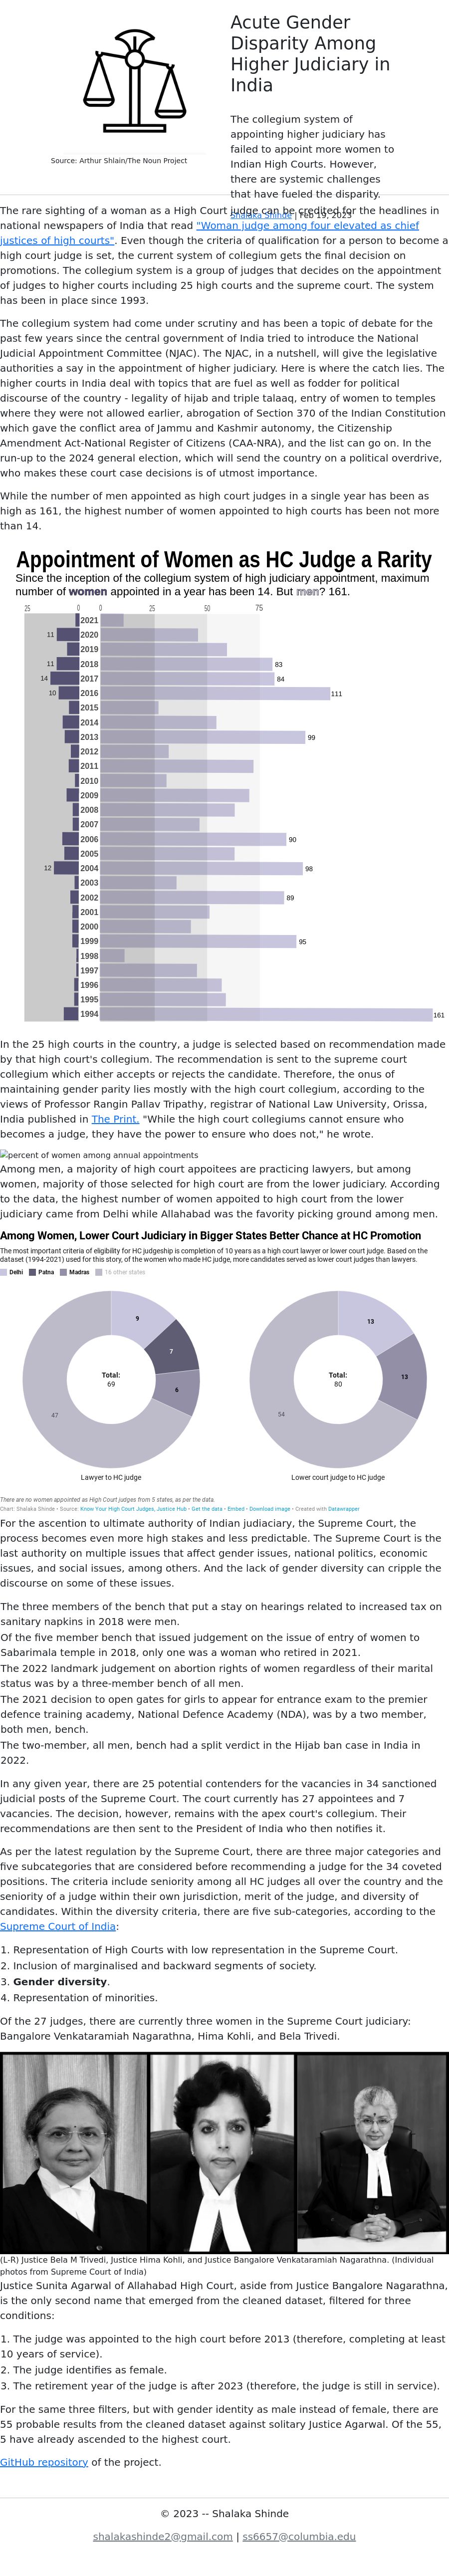 Acute Gender
Disparity Among
Higher Judiciary in
India
The collegium system of
appointing higher judiciary has
failed to appoint more women to
Indian High Courts. However,
there are systemic challenges
that have fueled the disparity.
Shalaka Shinde | Feb 19, 2023
Source: Arthur Shlain/The Noun Project
The rare sighting of a woman as a High Court judge can be credited for the headlines in
national newspapers of India that read "Woman judge among four elevated as chief
justices of high courts". Even though the criteria of qualification for a person to become a
high court judge is set, the current system of collegium gets the final decision on
promotions. The collegium system is a group of judges that decides on the appointment
of judges to higher courts including 25 high courts and the supreme court. The system
has been in place since 1993.
The collegium system had come under scrutiny and has been a topic of debate for the
past few years since the central government of India tried to introduce the National
Judicial Appointment Committee (NJAC). The NJAC, in a nutshell, will give the legislative
authorities a say in the appointment of higher judiciary. Here is where the catch lies. The
higher courts in India deal with topics that are fuel as well as fodder for political
discourse of the country - legality of hijab and triple talaaq, entry of women to temples
where they were not allowed earlier, abrogation of Section 370 of the Indian Constitution
which gave the conflict area of Jammu and Kashmir autonomy, the Citizenship
Amendment Act-National Register of Citizens (CAA-NRA), and the list can go on. In the
run-up to the 2024 general election, which will send the country on a political overdrive,
who makes these court case decisions is of utmost importance.
While the number of men appointed as high court judges in a single year has been as
high as 161, the highest number of women appointed to high courts has been not more
than 14.
Appointment of Women as HC Judge a Rarity
Since the inception of the collegium system of high judiciary appointment, maximum
number of women appointed in a year has been 14. But men? 161.
25 0 0 25 50 75
2021
11 2020
2019
11 2018 83
14 2017 84
10 2016 111
2015
2014
2013 99
2012
2011
2010
2009
2008
2007
2006 90
2005
12 2004 98
2003
2002 89
2001
2000
1999 95
1998
1997
1996
1995
1994 161
In the 25 high courts in the country, a judge is selected based on recommendation made
by that high court's collegium. The recommendation is sent to the supreme court
collegium which either accepts or rejects the candidate. Therefore, the onus of
maintaining gender parity lies mostly with the high court collegium, according to the
views of Professor Rangin Pallav Tripathy, registrar of National Law University, Orissa,
India published in The Print. "While the high court collegiums cannot ensure who
becomes a judge, they have the power to ensure who does not," he wrote.
percent of women among annual appointments
Among men, a majority of high court appoitees are practicing lawyers, but among
women, majority of those selected for high court are from the lower judiciary. According
to the data, the highest number of women appoited to high court from the lower
judiciary came from Delhi while Allahabad was the favority picking ground among men.
Among Women, Lower Court Judiciary in Bigger States Better Chance at HC Promotion
The most important criteria of eligibility for HC judgeship is completion of 10 years as a high court lawyer or lower court judge. Based on the
dataset (1994-2021) used for this story, of the women who made HC judge, more candidates served as lower court judges than lawyers.
Delhi Patna Madras 16 other states
9
7
6
47
Total:
69
Lawyer to HC judge
13
13
54
Total:
80
Lower court judge to HC judge
There are no women appointed as High Court judges from 5 states, as per the data.
Chart: Shalaka Shinde • Source: Know Your High Court Judges, Justice Hub • Get the data • Embed • Download image • Created with Datawrapper
For the ascention to ultimate authority of Indian judiaciary, the Supreme Court, the
process becomes even more high stakes and less predictable. The Supreme Court is the
last authority on multiple issues that affect gender issues, national politics, economic
issues, and social issues, among others. And the lack of gender diversity can cripple the
discourse on some of these issues.
The three members of the bench that put a stay on hearings related to increased tax on
sanitary napkins in 2018 were men.
Of the five member bench that issued judgement on the issue of entry of women to
Sabarimala temple in 2018, only one was a woman who retired in 2021.
The 2022 landmark judgement on abortion rights of women regardless of their marital
status was by a three-member bench of all men.
The 2021 decision to open gates for girls to appear for entrance exam to the premier
defence training academy, National Defence Academy (NDA), was by a two member,
both men, bench.
The two-member, all men, bench had a split verdict in the Hijab ban case in India in
2022.
In any given year, there are 25 potential contenders for the vacancies in 34 sanctioned
judicial posts of the Supreme Court. The court currently has 27 appointees and 7
vacancies. The decision, however, remains with the apex court's collegium. Their
recommendations are then sent to the President of India who then notifies it.
As per the latest regulation by the Supreme Court, there are three major categories and
five subcategories that are considered before recommending a judge for the 34 coveted
positions. The criteria include seniority among all HC judges all over the country and the
seniority of a judge within their own jurisdiction, merit of the judge, and diversity of
candidates. Within the diversity criteria, there are five sub-categories, according to the
Supreme Court of India:
1. Representation of High Courts with low representation in the Supreme Court.
2. Inclusion of marginalised and backward segments of society.
3. Gender diversity.
4. Representation of minorities.
Of the 27 judges, there are currently three women in the Supreme Court judiciary:
Bangalore Venkataramiah Nagarathna, Hima Kohli, and Bela Trivedi.
(L-R) Justice Bela M Trivedi, Justice Hima Kohli, and Justice Bangalore Venkataramiah Nagarathna. (Individual
photos from Supreme Court of India)
Justice Sunita Agarwal of Allahabad High Court, aside from Justice Bangalore Nagarathna,
is the only second name that emerged from the cleaned dataset, filtered for three
conditions:
1. The judge was appointed to the high court before 2013 (therefore, completing at least
10 years of service).
2. The judge identifies as female.
3. The retirement year of the judge is after 2023 (therefore, the judge is still in service).
For the same three filters, but with gender identity as male instead of female, there are
55 probable results from the cleaned dataset against solitary Justice Agarwal. Of the 55,
5 have already ascended to the highest court.
GitHub repository of the project.
© 2023 -- Shalaka Shinde
shalakashinde2@gmail.com | ss6657@columbia.edu